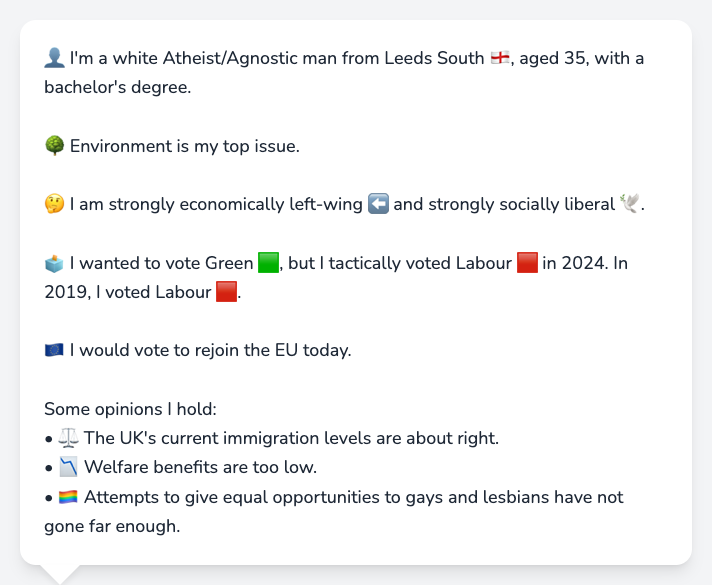 👤 I'm a white Atheist/Agnostic man from Leeds South 🏴󠁧󠁢󠁥󠁮󠁧󠁿, aged 35, with a
bachelor's degree.
🌳 Environment is my top issue.
🤔 I am strongly economically left-wing ⬅️ and strongly socially liberal 🕊️.
🗳️ I wanted to vote Green 🟩, but I tactically voted Labour 🟥 in 2024. In
2019, I voted Labour 🟥.
🇪🇺 I would vote to rejoin the EU today.
Some opinions I hold:
• ⚖️ The UK's current immigration levels are about right.
• 📉 Welfare benefits are too low.
• 🏳️‍🌈 Attempts to give equal opportunities to gays and lesbians have not
gone far enough.